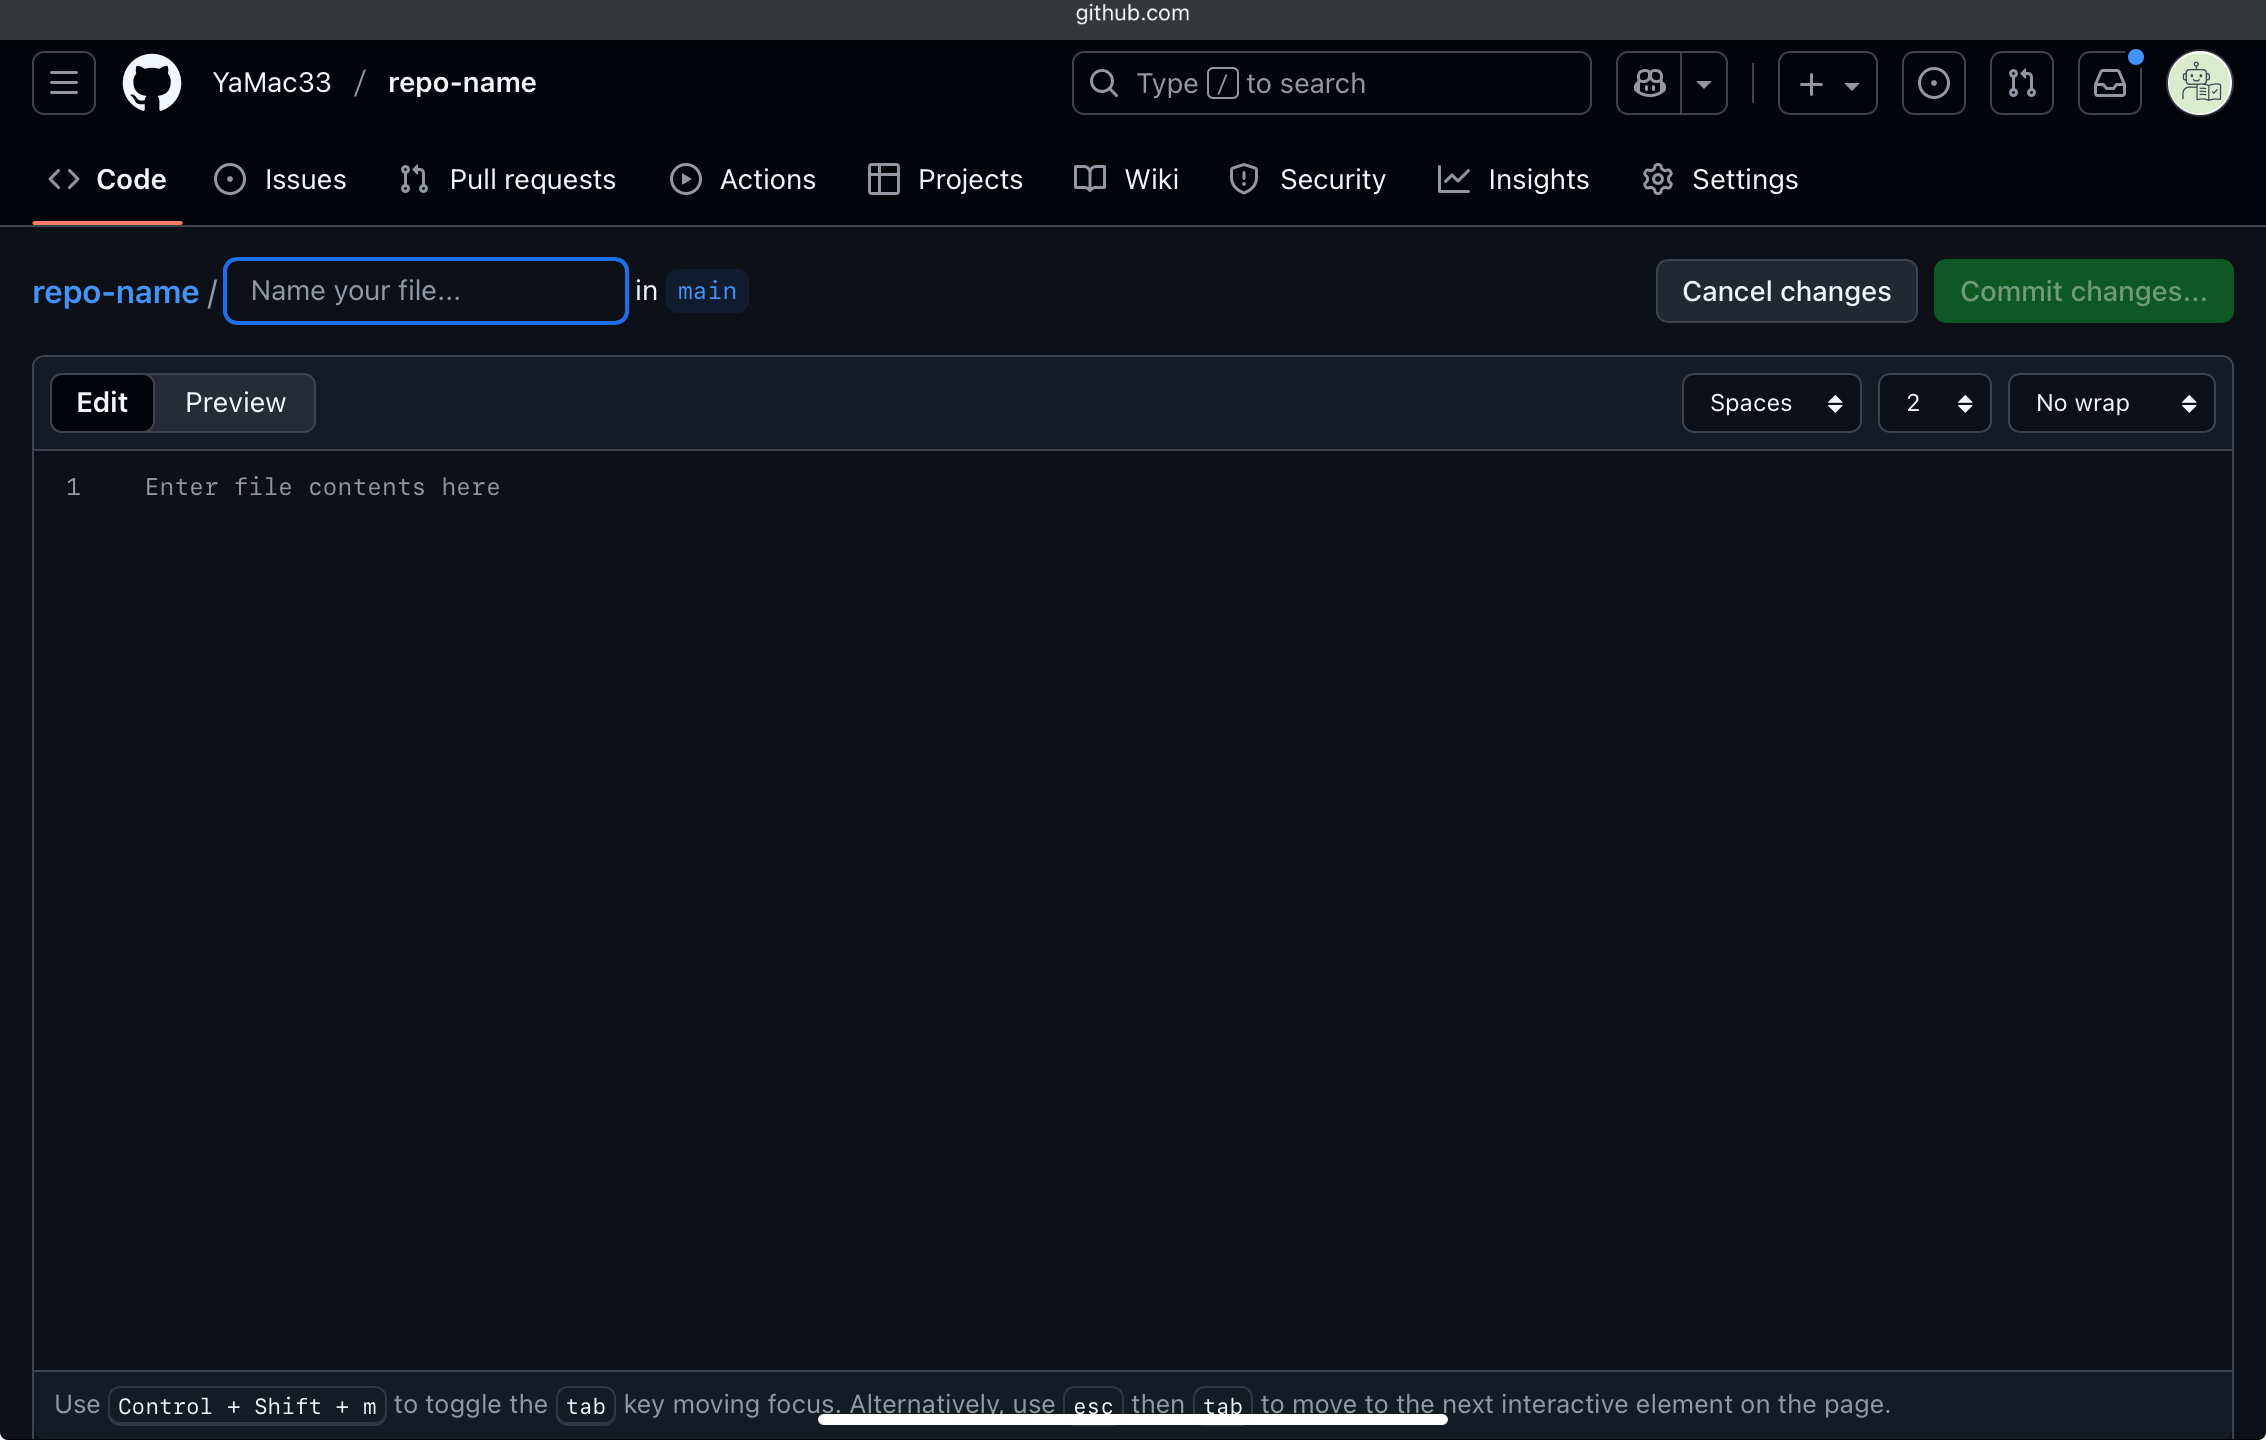 github.com
YaMac33 / repo-name
Type / to search
Code Issues Pull requests Actions Projects Wiki Security Insights Settings
repo-name / Name your file... in main
Cancel changes Commit changes...
Edit Preview
Spaces 2 No wrap
1 Enter file contents here
Use Control + Shift + m to toggle the tab key moving focus. Alternatively, use esc then tab to move to the next interactive element on the page.